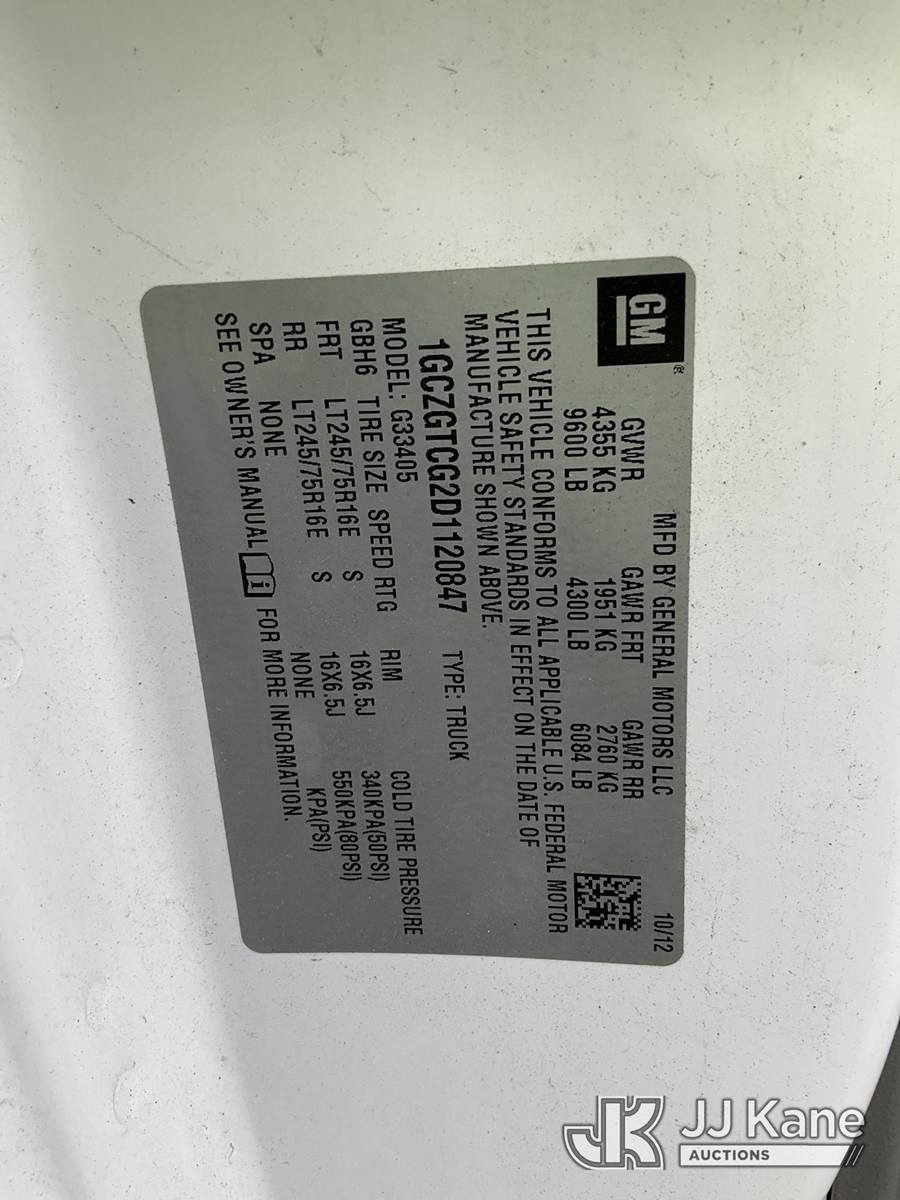 GM®
MFD BY GENERAL MOTORS LLC 10/12
GVWR GAWR FRT GAWR RR
4355 KG 1951 KG 2760 KG
9600 LB 4300 LB 6084 LB
THIS VEHICLE CONFORMS TO ALL APPLICABLE U.S. FEDERAL MOTOR
VEHICLE SAFETY STANDARDS IN EFFECT ON THE DATE OF
MANUFACTURE SHOWN ABOVE.
1GCZGTCG2D1120847 TYPE: TRUCK
MODEL: G33405
GBH6 TIRE SIZE SPEED RTG RIM COLD TIRE PRESSURE
FRT LT245/75R16E S 16X6.5J 340KPA(50PSI)
RR LT245/75R16E S 16X6.5J 550KPA(80PSI)
SPA NONE NONE KPA(PSI)
SEE OWNER'S MANUAL FOR MORE INFORMATION.
JK JJ Kane
AUCTIONS